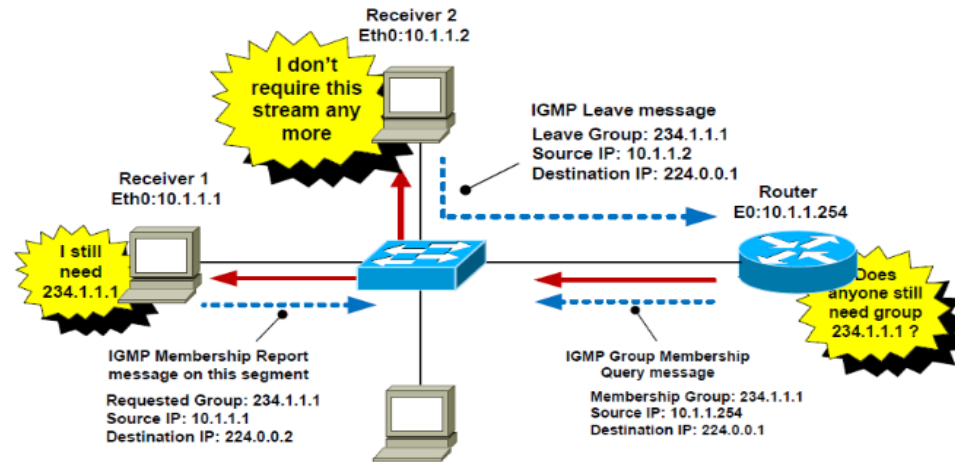 Receiver 2
Eth0:10.1.1.2
I don't
require this
stream any
more
IGMP Leave message
Leave Group: 234.1.1.1
Source IP: 10.1.1.2
Destination IP: 224.0.0.1
Router
E0:10.1.1.254
Receiver 1
Eth0:10.1.1.1
I still
need
234.1.1.1
Does
anyone still
need group
234.1.1.1 ?
IGMP Membership Report
message on this segment
Requested Group: 234.1.1.1
Source IP: 10.1.1.1
Destination IP: 224.0.0.2
IGMP Group Membership
Query message
Membership Group: 234.1.1.1
Source IP: 10.1.1.254
Destination IP: 224.0.0.1